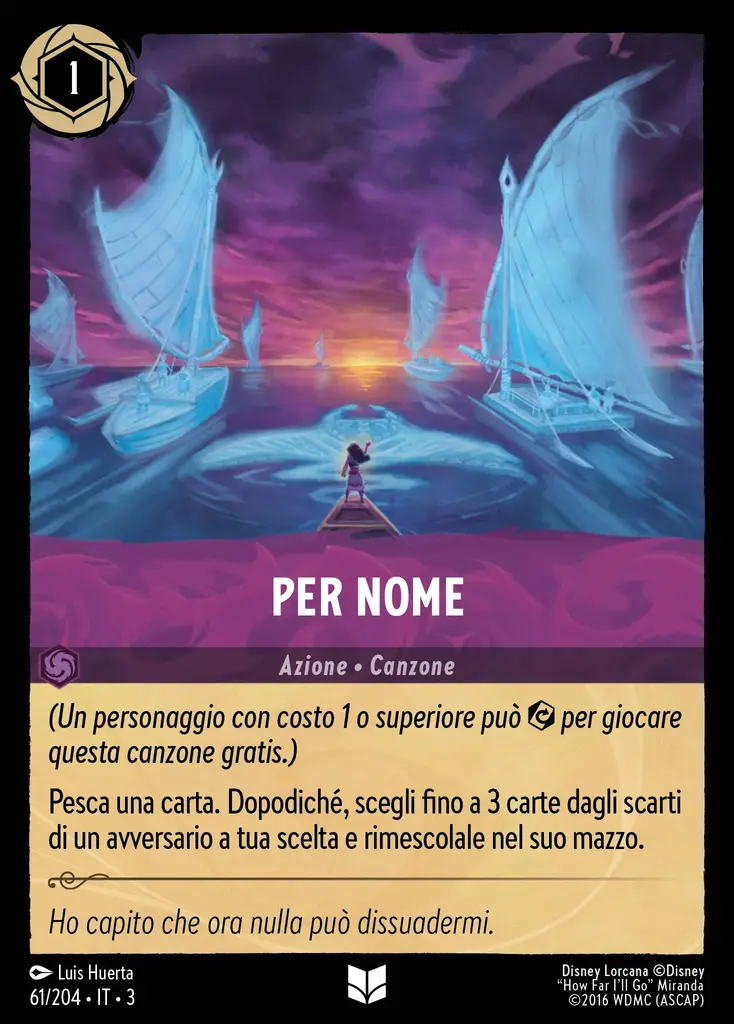 1
PER NOME
Azione • Canzone
(Un personaggio con costo 1 o superiore può per giocare
questa canzone gratis.)
Pesca una carta. Dopodiché, scegli fino a 3 carte dagli scarti
di un avversario a tua scelta e rimescolale nel suo mazzo.
Ho capito che ora nulla può dissuadermi.
Luis Huerta
61/204 • IT • 3
Disney Lorcana ©Disney
“How Far I’ll Go” Miranda
©2016 WDMC (ASCAP)